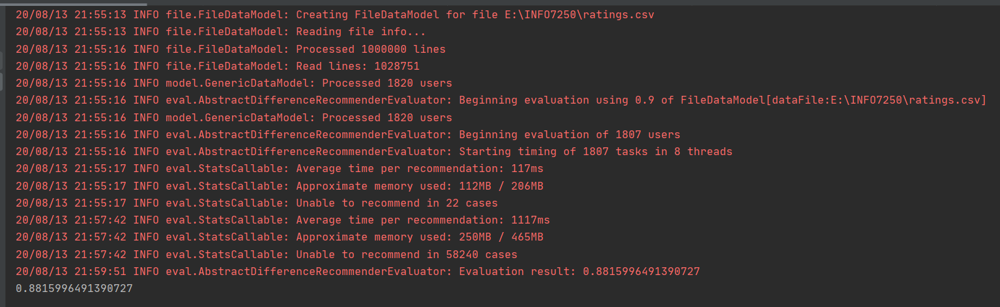 20/08/13 21:55:13 INFO file.FileDataModel: Creating FileDataModel for file E:\INFO7250\ratings.csv
20/08/13 21:55:13 INFO file.FileDataModel: Reading file info...
20/08/13 21:55:16 INFO file.FileDataModel: Processed 1000000 lines
20/08/13 21:55:16 INFO file.FileDataModel: Read lines: 1028751
20/08/13 21:55:16 INFO model.GenericDataModel: Processed 1820 users
20/08/13 21:55:16 INFO eval.AbstractDifferenceRecommenderEvaluator: Beginning evaluation using 0.9 of FileDataModel[dataFile:E:\INFO7250\ratings.csv]
20/08/13 21:55:16 INFO model.GenericDataModel: Processed 1820 users
20/08/13 21:55:16 INFO eval.AbstractDifferenceRecommenderEvaluator: Beginning evaluation of 1807 users
20/08/13 21:55:16 INFO eval.AbstractDifferenceRecommenderEvaluator: Starting timing of 1807 tasks in 8 threads
20/08/13 21:55:17 INFO eval.StatsCallable: Average time per recommendation: 117ms
20/08/13 21:55:17 INFO eval.StatsCallable: Approximate memory used: 112MB / 206MB
20/08/13 21:55:17 INFO eval.StatsCallable: Unable to recommend in 22 cases
20/08/13 21:57:42 INFO eval.StatsCallable: Average time per recommendation: 1117ms
20/08/13 21:57:42 INFO eval.StatsCallable: Approximate memory used: 250MB / 465MB
20/08/13 21:57:42 INFO eval.StatsCallable: Unable to recommend in 58240 cases
20/08/13 21:59:51 INFO eval.AbstractDifferenceRecommenderEvaluator: Evaluation result: 0.8815996491390727
0.8815996491390727